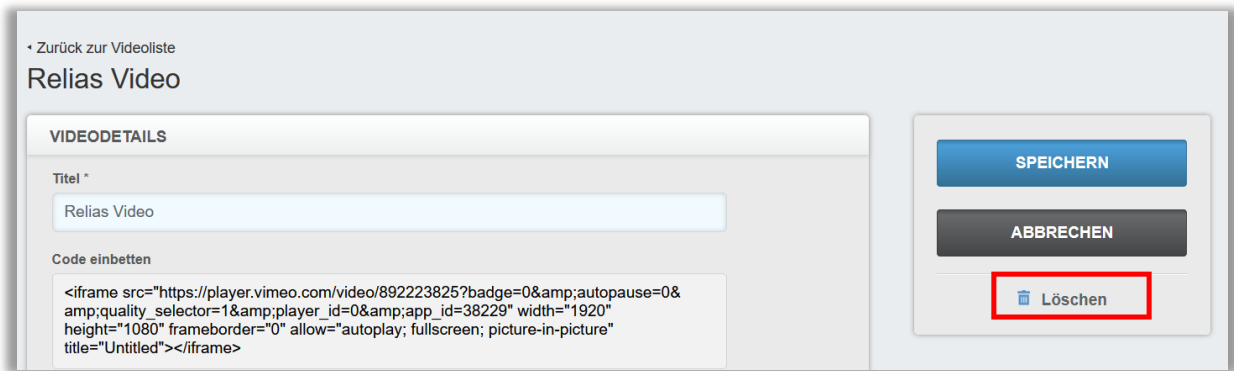 Zurück zur Videoliste
Relias Video
VIDEODETAILS
Titel *
Relias Video
Code einbetten
<iframe src="https://player.vimeo.com/video/892223825?badge=0&amp;autopause=0&
amp;quality_selector=1&amp;player_id=0&amp;app_id=38229" width="1920"
height="1080" frameborder="0" allow="autoplay; fullscreen; picture-in-picture"
title="Untitled"></iframe>
SPEICHERN
ABBRECHEN
Löschen